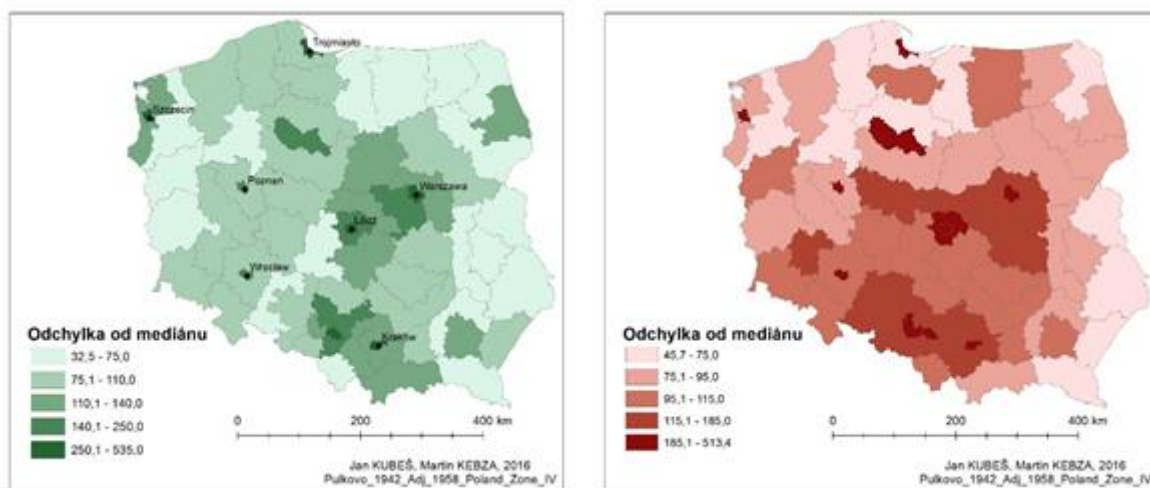 Trojmiasto
Szczecin
Poznań
Warszawa
Łódź
Wrocław
Kraków
Odchylka od mediánu
32,5 - 75,0
75,1 - 110,0
110,1 - 140,0
140,1 - 250,0
250,1 - 535,0
0 200 400 km
Jan KUBEŠ, Martin KEBZA, 2016
Pulkovo_1942_Adj_1958_Poland_Zone_IV
Odchylka od mediánu
45,7 - 75,0
75,1 - 95,0
95,1 - 115,0
115,1 - 185,0
185,1 - 513,4
0 200 400 km
Jan KUBEŠ, Martin KEBZA, 2016
Pulkovo_1942_Adj_1958_Poland_Zone_IV